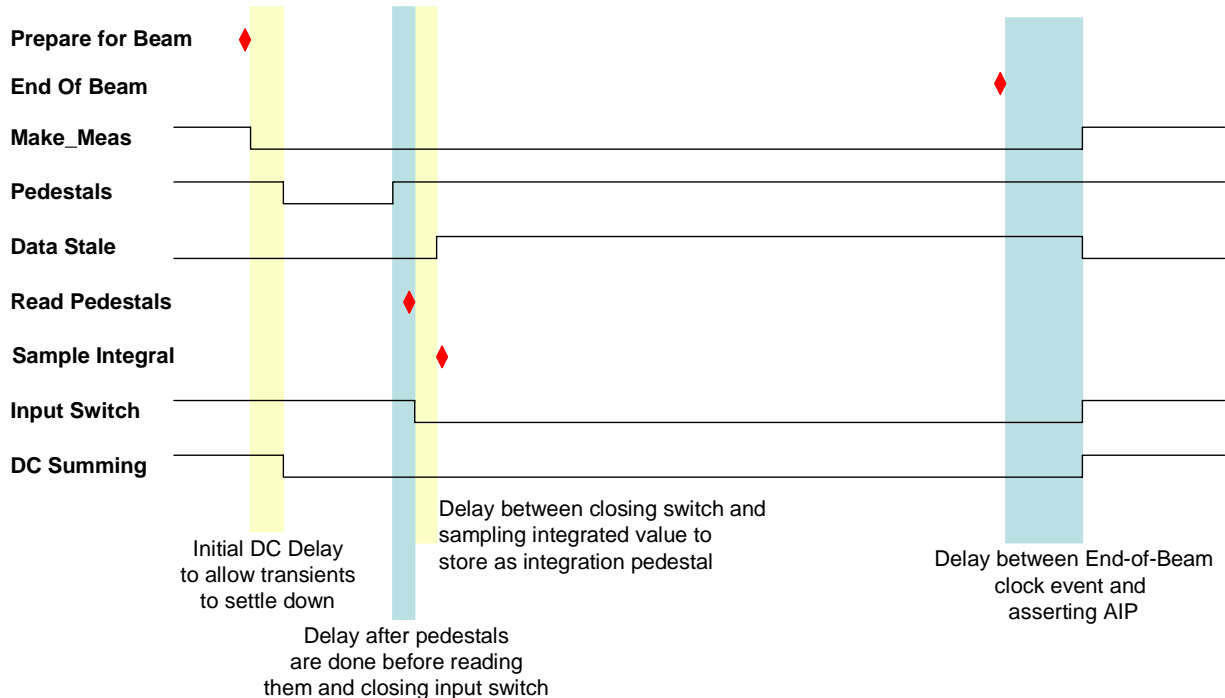 Prepare for Beam
End Of Beam
Make_Meas
Pedestals
Data Stale
Read Pedestals
Sample Integral
Input Switch
DC Summing
Initial DC Delay
to allow transients
to settle down
Delay after pedestals
are done before reading
them and closing input switch
Delay between closing switch and
sampling integrated value to
store as integration pedestal
Delay between End-of-Beam
clock event and
asserting AIP